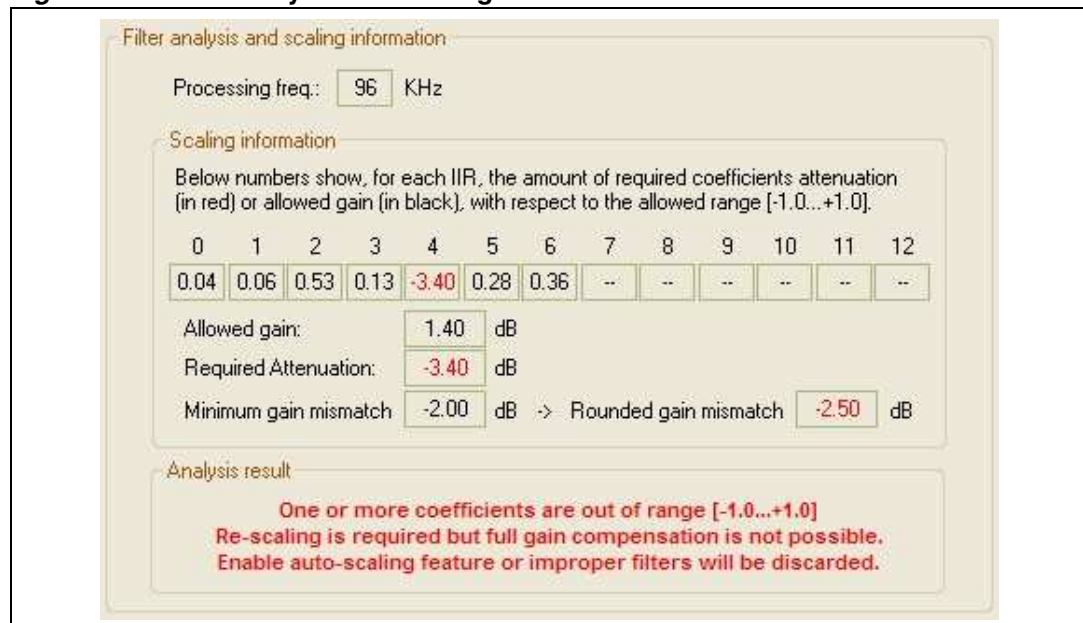 Filter analysis and scaling information
Processing freq.: 96 KHz
Scaling information
Below numbers show, for each IIR, the amount of required coefficients attenuation
(in red) or allowed gain (in black), with respect to the allowed range [-1.0...+1.0].
0 1 2 3 4 5 6 7 8 9 10 11 12
0.04 0.06 0.53 0.13 -3.40 0.28 0.36 -- -- -- -- -- --
Allowed gain: 1.40 dB
Required Attenuation: -3.40 dB
Minimum gain mismatch -2.00 dB -> Rounded gain mismatch -2.50 dB
Analysis result
One or more coefficients are out of range [-1.0...+1.0]
Re-scaling is required but full gain compensation is not possible.
Enable auto-scaling feature or improper filters will be discarded.